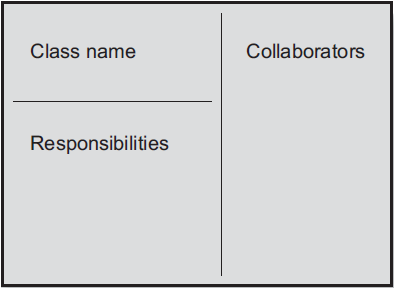 Class name
Responsibilities
Collaborators